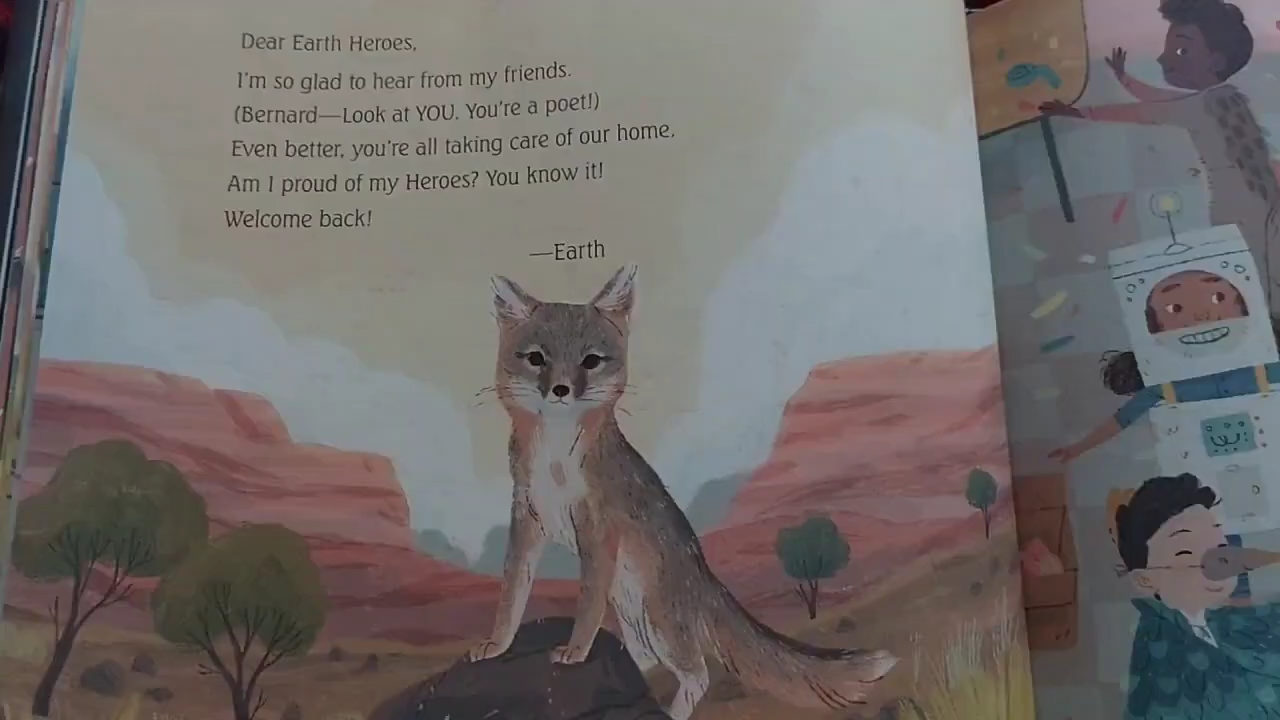 Dear Earth Heroes,
I'm so glad to hear from my friends.
(Bernard—Look at YOU. You're a poet!)
Even better, you're all taking care of our home.
Am I proud of my Heroes? You know it!
Welcome back!
—Earth